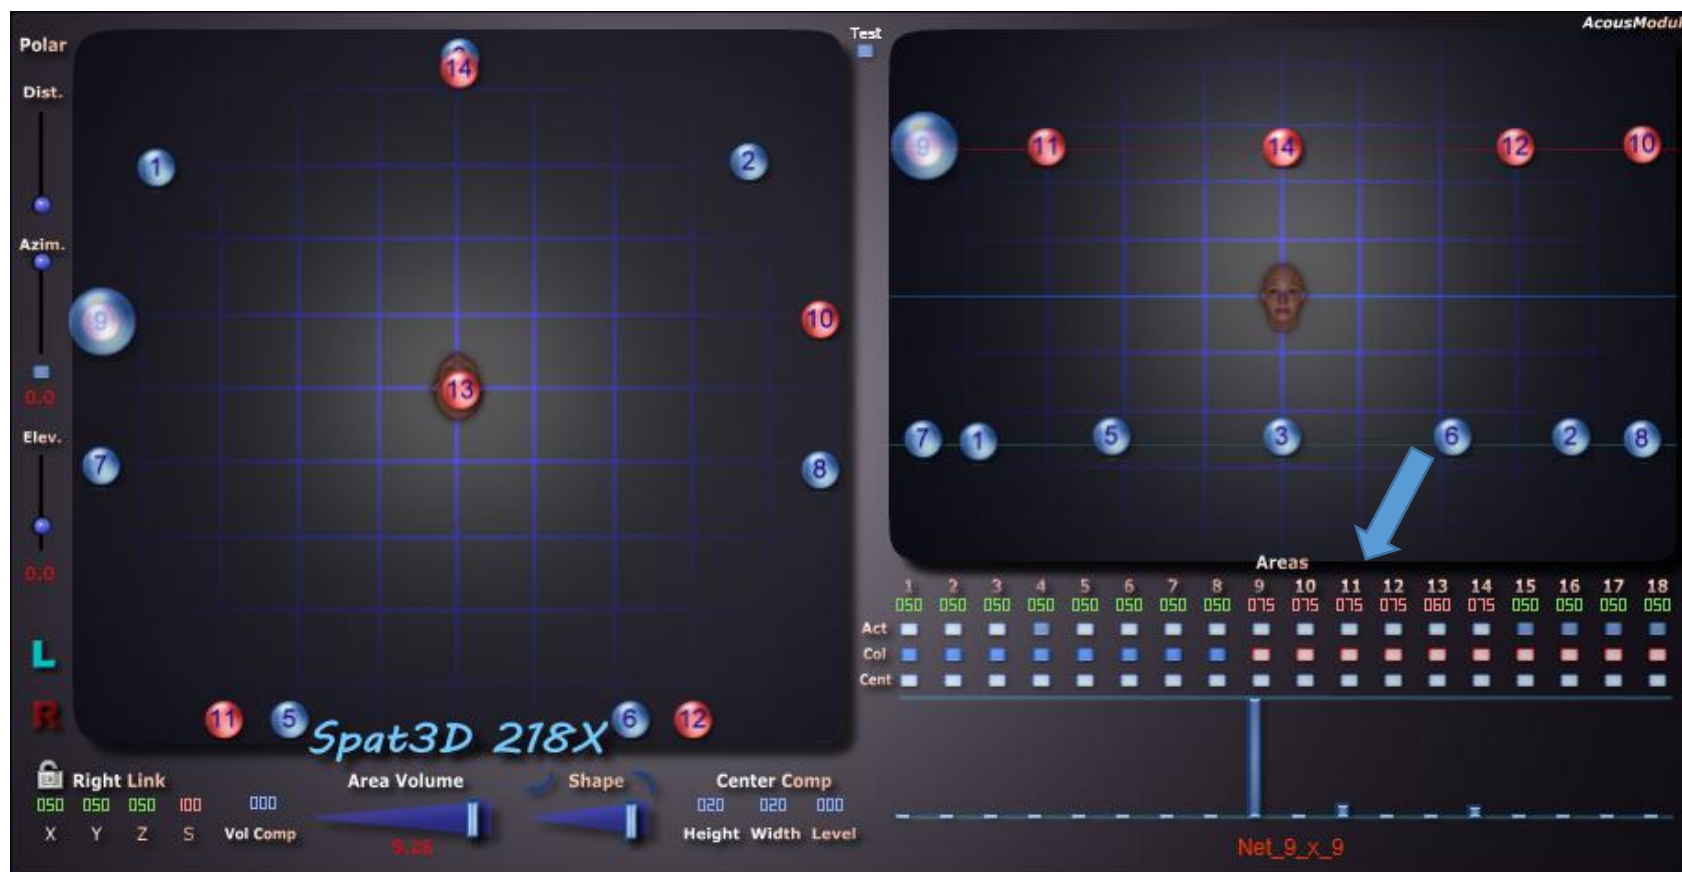 AcousModul
Polar
Test
Dist.
Azim.
0.0
Elev.
0.0
L
R
14
1
2
9
10
13
7
8
11
5
6
12
Spat3D 218X
9
11
14
12
10
7
1
5
3
6
2
8
Areas
1 2 3 4 5 6 7 8 9 10 11 12 13 14 15 16 17 18
050 050 050 050 050 050 050 050 075 075 075 075 060 075 050 050 050 050
Act
Col
Cent
Right Link
050 050 050 100
X Y Z S
000
Vol Comp
Area Volume
5.26
Shape
Center Comp
020 020 000
Height Width Level
Net_9_x_9